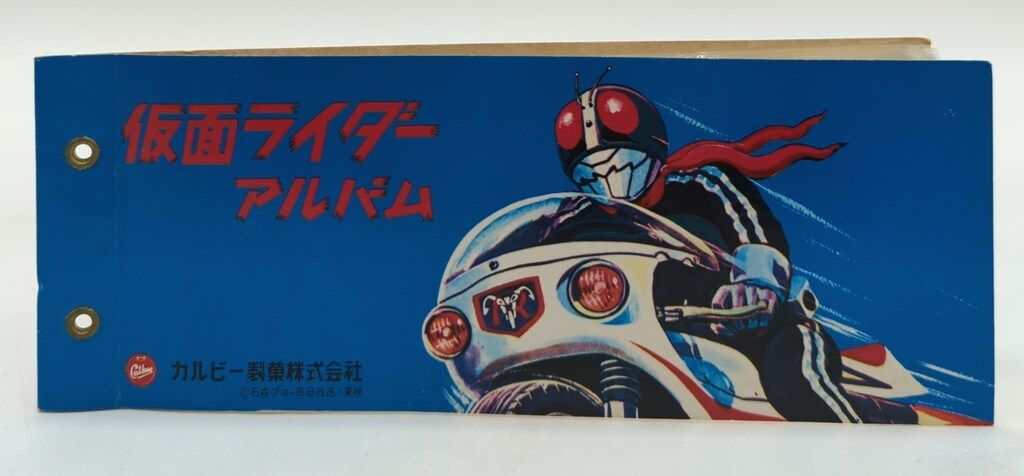 仮面ライダー
アルバム
Calbee
カルビー製菓株式会社
©石森プロ・毎日放送・東映